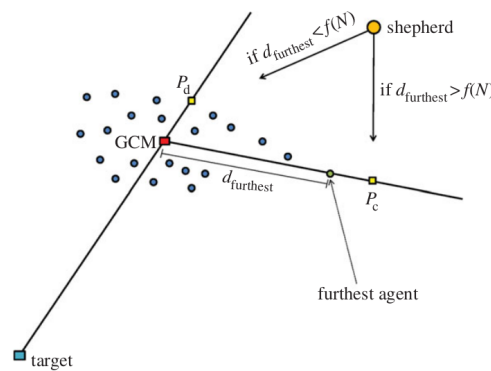 shepherd
if d_furthest < f(N)
if d_furthest > f(N)
P_d
GCM
d_furthest
P_c
furthest agent
target